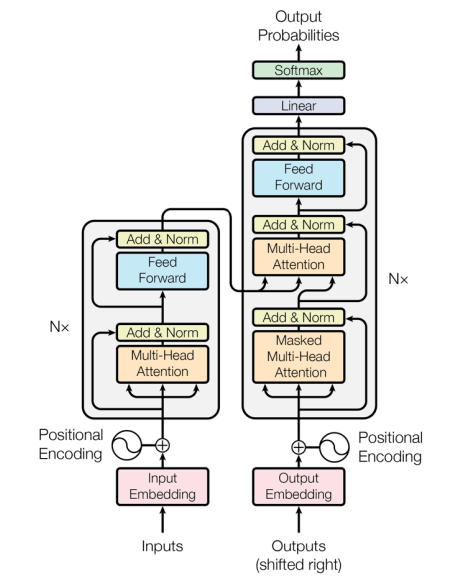 Output
Probabilities
Softmax
Linear
Add & Norm
Feed
Forward
Add & Norm
Multi-Head
Attention
Add & Norm
Masked
Multi-Head
Attention
N×
Add & Norm
Feed
Forward
N×
Add & Norm
Multi-Head
Attention
Positional
Encoding
Positional
Encoding
Input
Embedding
Output
Embedding
Inputs
Outputs
(shifted right)